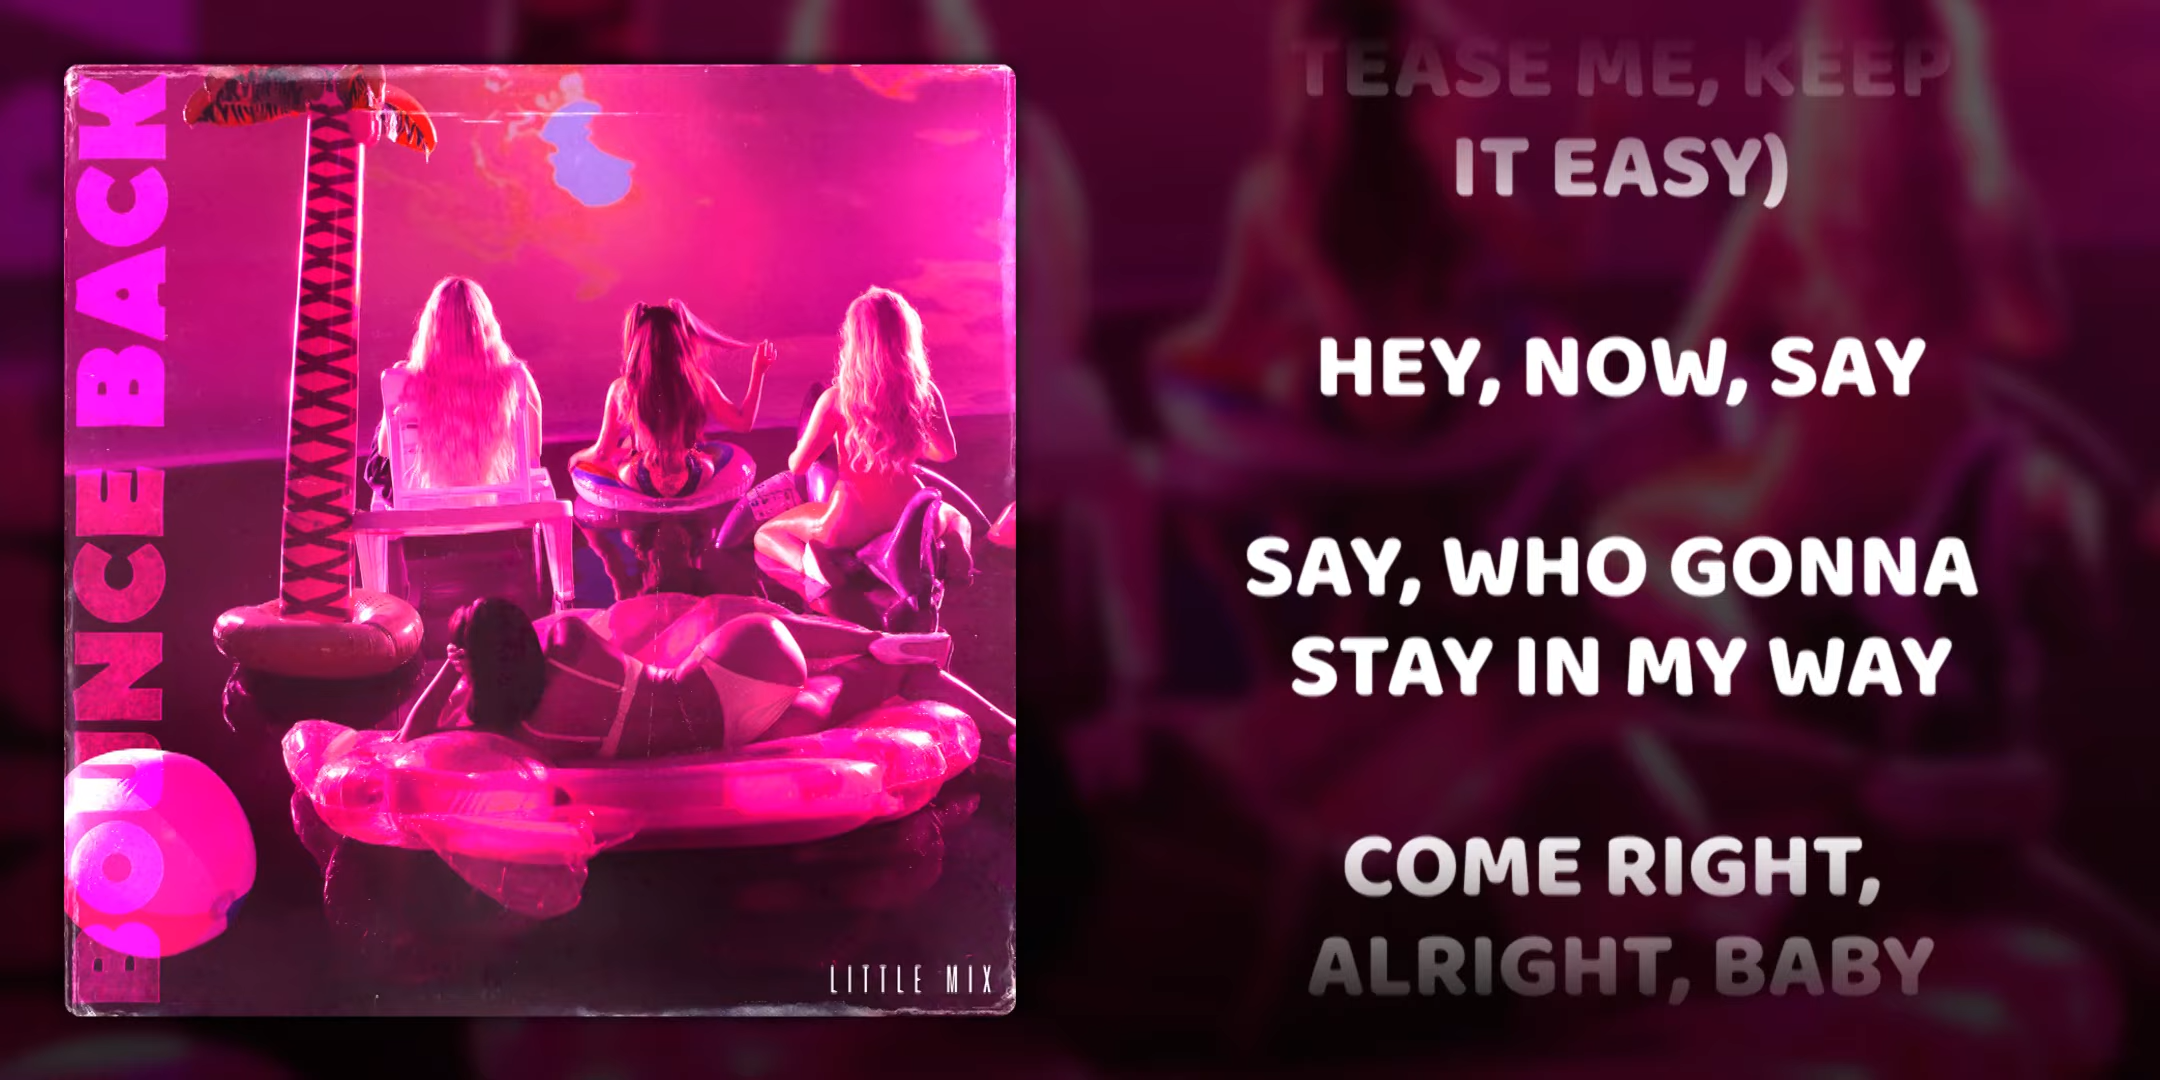 BOUNCE BACK
LITTLE MIX
TEASE ME, KEEP
IT EASY)
HEY, NOW, SAY
SAY, WHO GONNA
STAY IN MY WAY
COME RIGHT,
ALRIGHT, BABY